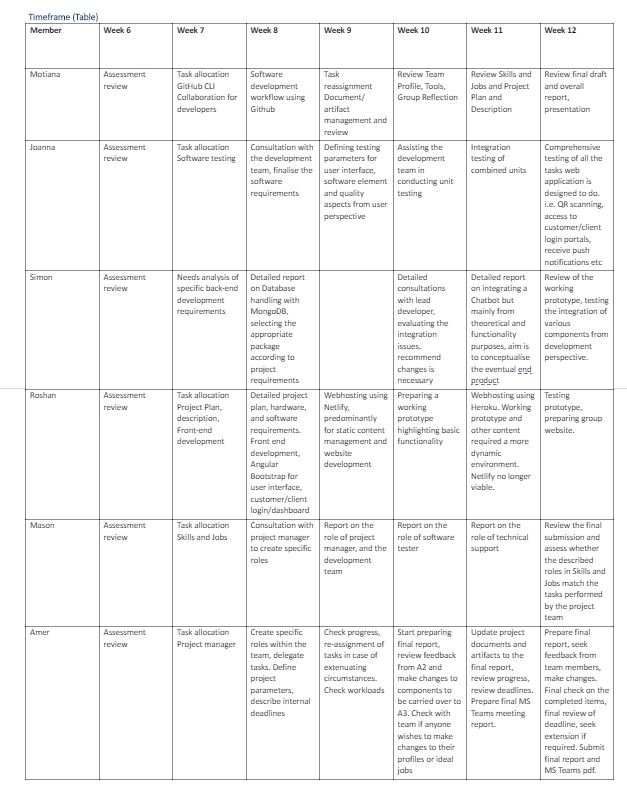 Timeframe (Table)
Member Week 6 Week 7 Week 8 Week 9 Week 10 Week 11 Week 12
Motiana
Assessment
review
Task allocation
GitHub CLI
Collaboration for
developers
Software
development
workflow using
Github
Task
reassignment
Document/
artifact
management and
review
Review Team
Profile, Tools,
Group Reflection
Review Skills and
Jobs and Project
Plan and
Description
Review final draft
and overall
report,
presentation
Joanna
Assessment
review
Task allocation
Software testing
Consultation with
the development
team, finalise the
software
requirements
Defining testing
parameters for
user interface,
software element
and quality
aspects from user
perspective
Assisting the
development
team in
conducting unit
testing
Integration
testing of
combined units
Comprehensive
testing of all the
tasks web
application is
designed to do.
i.e. QR scanning,
access to
customer/client
login portals,
receive push
notifications etc
Simon
Assessment
review
Needs analysis of
specific back-end
development
requirements
Detailed report
on Database
handling with
MongoDB,
selecting the
appropriate
package
according to
project
requirements
Detailed
consultations
with lead
developer,
evaluating the
integration
issues,
recommend
changes is
necessary
Detailed report
on integrating a
Chatbot but
mainly from
theoretical and
functionality
purposes, aim is
to conceptualise
the eventual end
product
Review of the
working
prototype, testing
the integration of
various
components from
development
perspective.
Roshan
Assessment
review
Task allocation
Project Plan,
description,
Front-end
development
Detailed project
plan, hardware,
and software
requirements.
Front end
development,
Angular
Bootstrap for
user interface,
customer/client
login/dashboard
Webhosting using
Netlify,
predominantly
for static content
management and
website
development
Preparing a
working
prototype
highlighting basic
functionality
Webhosting using
Heroku. Working
prototype and
other content
required a more
dynamic
environment.
Netlify no longer
viable.
Testing
prototype,
preparing group
website.
Mason
Assessment
review
Task allocation
Skills and Jobs
Consultation with
project manager
to create specific
roles
Report on the
role of project
manager, and the
development
team
Report on the
role of software
tester
Report on the
role of technical
support
Review the final
submission and
assess whether
the described
roles in Skills and
Jobs match the
tasks performed
by the project
team
Amer
Assessment
review
Task allocation
Project manager
Create specific
roles within the
team, delegate
tasks. Define
project
parameters,
describe internal
deadlines
Check progress,
re-assignment of
tasks in case of
extenuating
circumstances.
Check workloads
Start preparing
final report,
review feedback
from A2 and
make changes to
components to
be carried over to
A3. Check with
team if anyone
wishes to make
changes to their
profiles or ideal
jobs
Update project
documents and
artifacts to the
final report,
review progress,
review deadlines.
Prepare final MS
Teams meeting
report.
Prepare final
report, seek
feedback from
team members,
make changes.
Final check on the
completed items,
final review of
deadline, seek
extension if
required. Submit
final report and
MS Teams pdf.